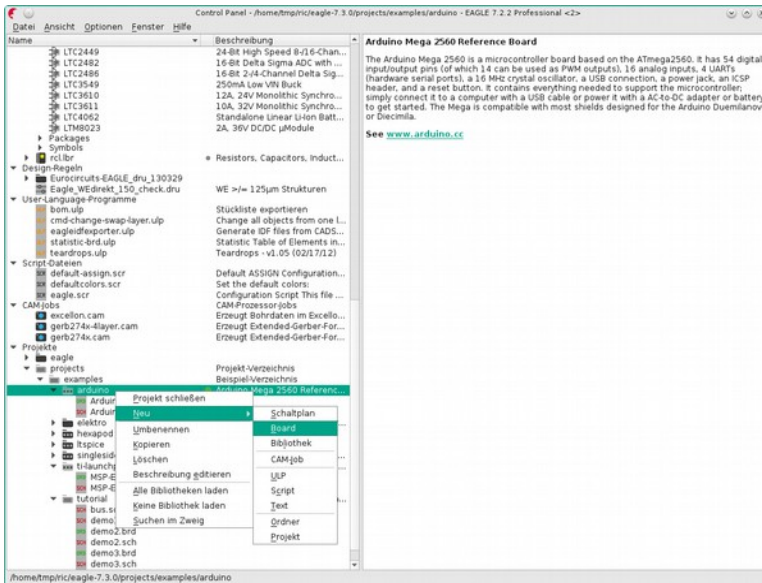 Control Panel - /home/tmp/ric/eagle-7.3.0/projects/examples/arduino - EAGLE 7.2.2 Professional <2>
Datei Ansicht Optionen Fenster Hilfe
Name Beschreibung
LTC2449 24-Bit High Speed 8-/16-Chan...
LTC2482 16-Bit Delta Sigma ADC with ...
LTC2486 16-Bit 2-/4-Channel Delta Sig...
LTC3549 250mA Low VIN Buck
LTC3610 12A, 24V Monolithic Synchro...
LTC3611 10A, 32V Monolithic Synchro...
LTC4062 Standalone Linear Li-Ion Batt...
LTM8023 2A, 36V DC/DC µModule
Packages
Symbols
rcl.lbr Resistors, Capacitors, Induct...
Design-Regeln
Eurocircuits-EAGLE_dru_130329
Eagle_WEdirekt_150_check.dru WE >/= 125µm Strukturen
User-Language-Programme
bom.ulp Stückliste exportieren
cmd-change-swap-layer.ulp Change all objects from one l...
eagleidfexporter.ulp Generate IDF files from CADS...
statistic-brd.ulp Statistic Table of Elements in...
teardrops.ulp Teardrops - v1.05 (02/17/12)
Script-Dateien
default-assign.scr Default ASSIGN Configuration...
defaultcolors.scr Set the default colors:
eagle.scr Configuration Script This file ...
CAM-Jobs CAM-Prozessor-Jobs
excellon.cam Erzeugt Bohrdaten im Excello...
gerb274x-4layer.cam Erzeugt Extended-Gerber-For...
gerb274x.cam Erzeugt Extended-Gerber-For...
Projekte
eagle
projects Projekt-Verzeichnis
examples Beispiel-Verzeichnis
arduino Arduino Mega 2560 Referenc...
Arduin
Arduin
elektro
hexapod
ltspice
singlesid
ti-launchp
MSP-E
MSP-E
tutorial
bus.s
demo
demo2.brd
demo2.sch
demo3.brd
demo3.sch
Projekt schließen
Neu
Umbenennen
Kopieren
Löschen
Beschreibung editieren
Alle Bibliotheken laden
Keine Bibliothek laden
Suchen im Zweig
Schaltplan
Board
Bibliothek
CAM-Job
ULP
Script
Text
Ordner
Projekt
Arduino Mega 2560 Reference Board
The Arduino Mega 2560 is a microcontroller board based on the ATmega2560. It has 54 digital
input/output pins (of which 14 can be used as PWM outputs), 16 analog inputs, 4 UARTs
(hardware serial ports), a 16 MHz crystal oscillator, a USB connection, a power jack, an ICSP
header, and a reset button. It contains everything needed to support the microcontroller;
simply connect it to a computer with a USB cable or power it with a AC-to-DC adapter or battery
to get started. The Mega is compatible with most shields designed for the Arduino Duemilanov
or Diecimila.
See www.arduino.cc
/home/tmp/ric/eagle-7.3.0/projects/examples/arduino